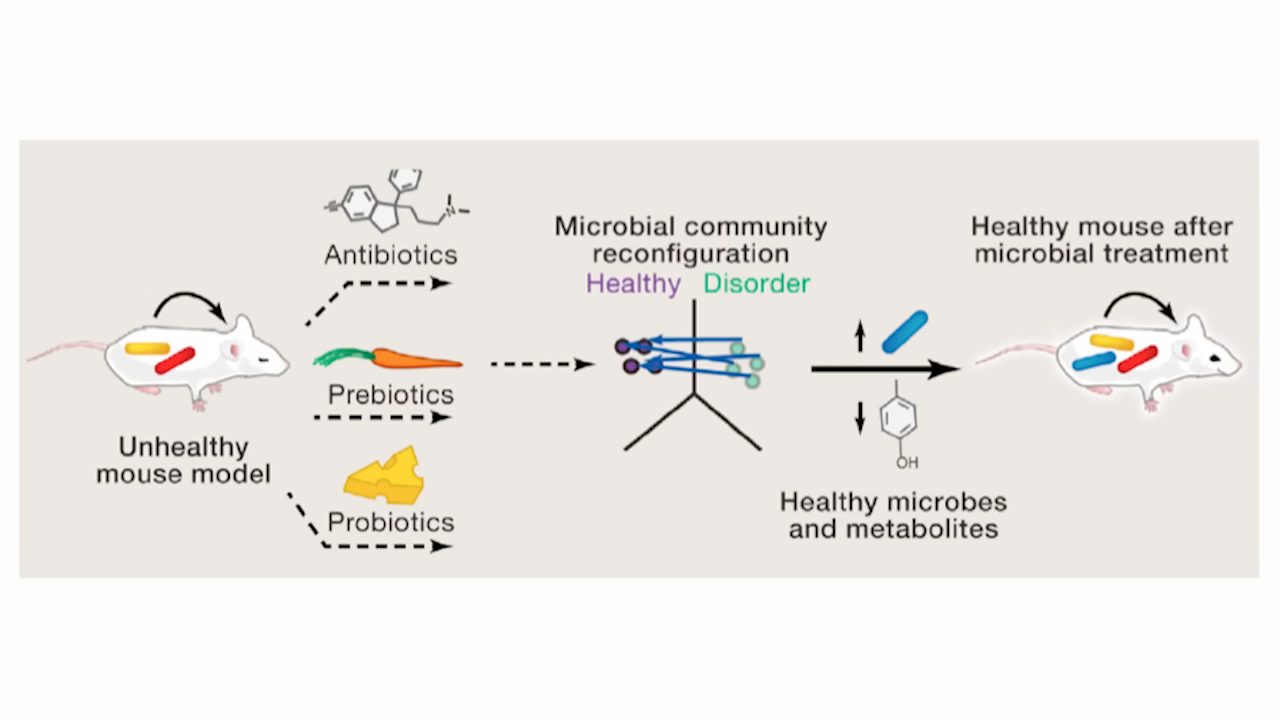 Antibiotics
Prebiotics
Probiotics
Unhealthy
mouse model
Microbial community
reconfiguration
Healthy Disorder
OH
Healthy microbes
and metabolites
Healthy mouse after
microbial treatment
N